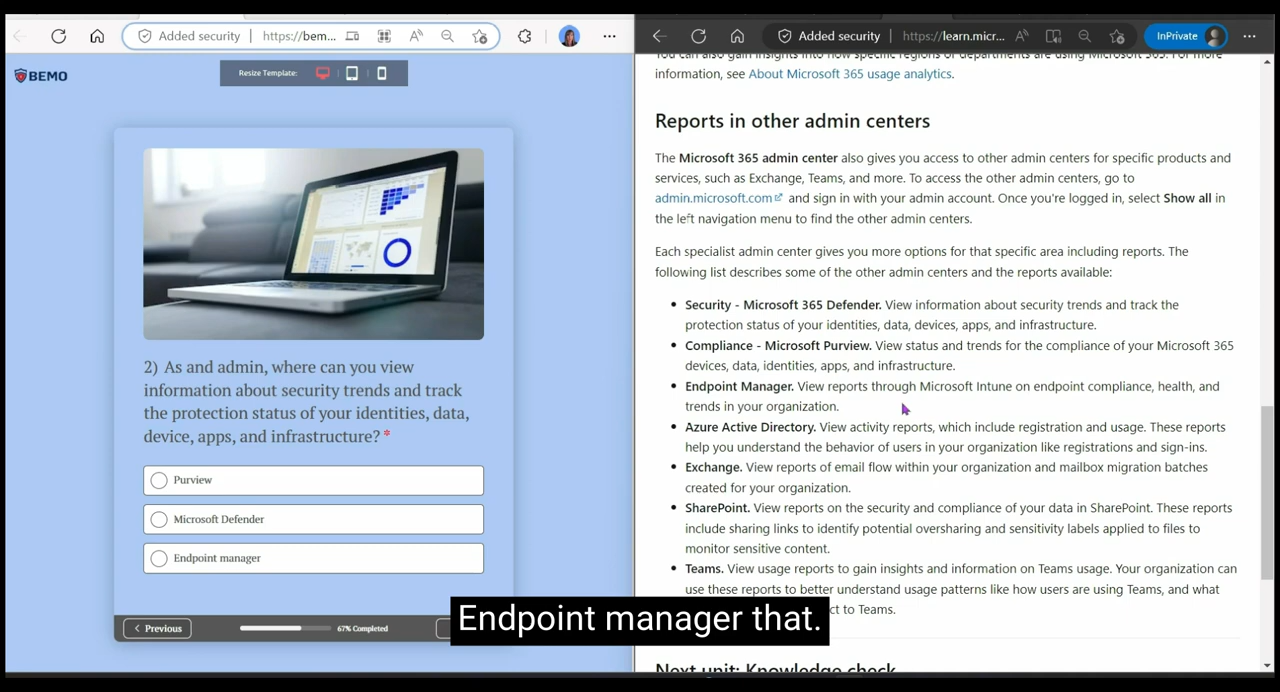 Added security
https://bem...
Added security
https://learn.micr...
InPrivate
BEMO
Resize Template:
2) As and admin, where can you view
information about security trends and track
the protection status of your identities, data,
device, apps, and infrastructure? *
Purview
Microsoft Defender
Endpoint manager
Previous
67% Completed
You can also gain insights into how specific regions or departments are using Microsoft 365. For more
information, see About Microsoft 365 usage analytics.
Reports in other admin centers
The Microsoft 365 admin center also gives you access to other admin centers for specific products and
services, such as Exchange, Teams, and more. To access the other admin centers, go to
admin.microsoft.com and sign in with your admin account. Once you're logged in, select Show all in
the left navigation menu to find the other admin centers.
Each specialist admin center gives you more options for that specific area including reports. The
following list describes some of the other admin centers and the reports available:
• Security - Microsoft 365 Defender. View information about security trends and track the
protection status of your identities, data, devices, apps, and infrastructure.
• Compliance - Microsoft Purview. View status and trends for the compliance of your Microsoft 365
devices, data, identities, apps, and infrastructure.
• Endpoint Manager. View reports through Microsoft Intune on endpoint compliance, health, and
trends in your organization.
• Azure Active Directory. View activity reports, which include registration and usage. These reports
help you understand the behavior of users in your organization like registrations and sign-ins.
• Exchange. View reports of email flow within your organization and mailbox migration batches
created for your organization.
• SharePoint. View reports on the security and compliance of your data in SharePoint. These reports
include sharing links to identify potential oversharing and sensitivity labels applied to files to
monitor sensitive content.
• Teams. View usage reports to gain insights and information on Teams usage. Your organization can
use these reports to better understand usage patterns like how users are using Teams, and what
ct to Teams.
Next unit: Knowledge check
Endpoint manager that.